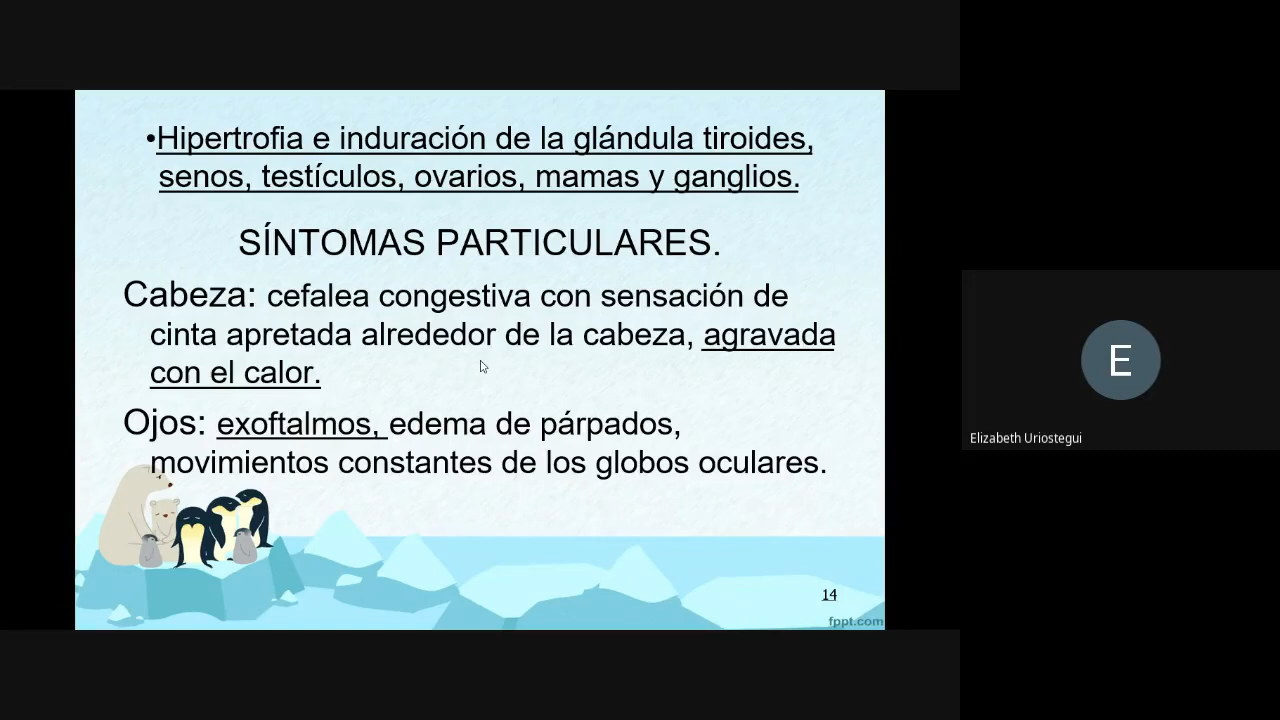 •Hipertrofia e induración de la glándula tiroides,
senos, testículos, ovarios, mamas y ganglios.
SÍNTOMAS PARTICULARES.
Cabeza: cefalea congestiva con sensación de
cinta apretada alrededor de la cabeza, agravada
con el calor.
Ojos: exoftalmos, edema de párpados,
movimientos constantes de los globos oculares.
14
fppt.com
E
Elizabeth Uriostegui